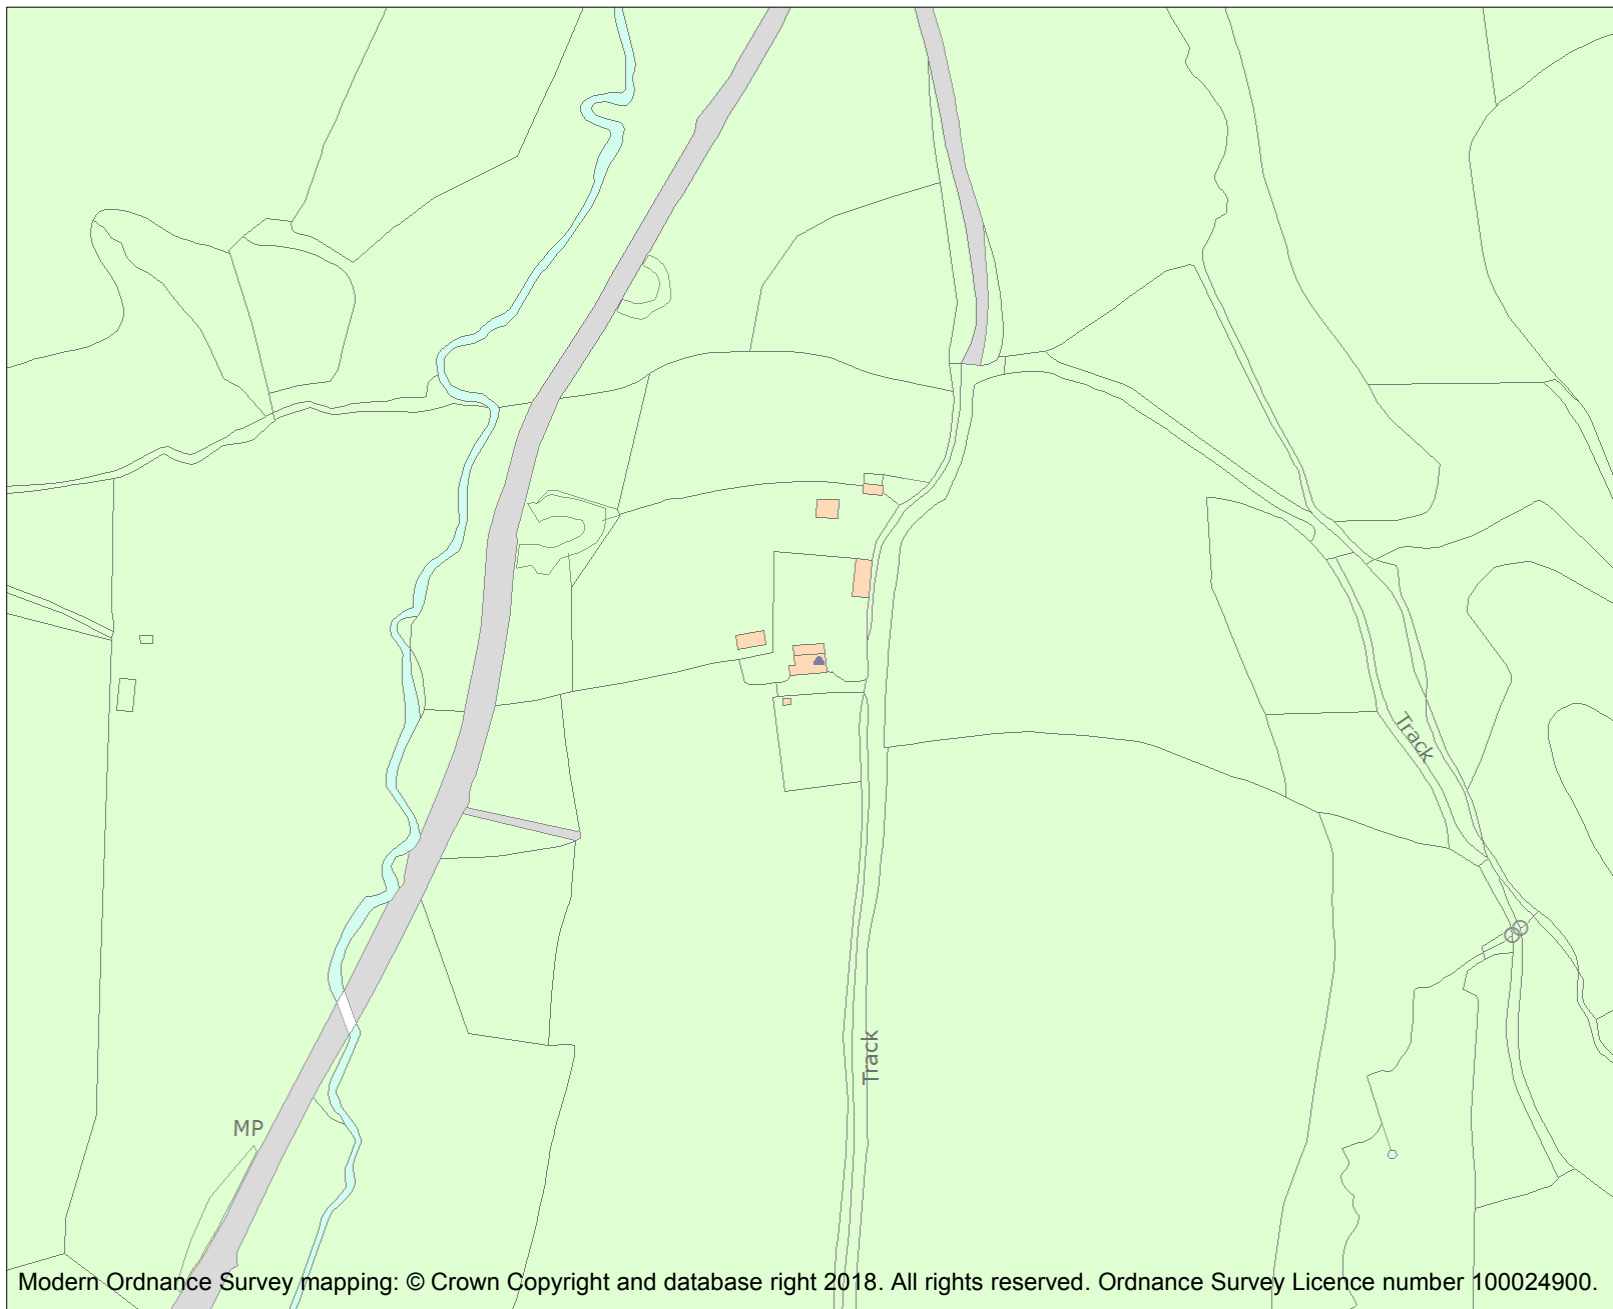 Track
Track
MP
Modern Ordnance Survey mapping: © Crown Copyright and database right 2018. All rights reserved. Ordnance Survey Licence number 100024900.